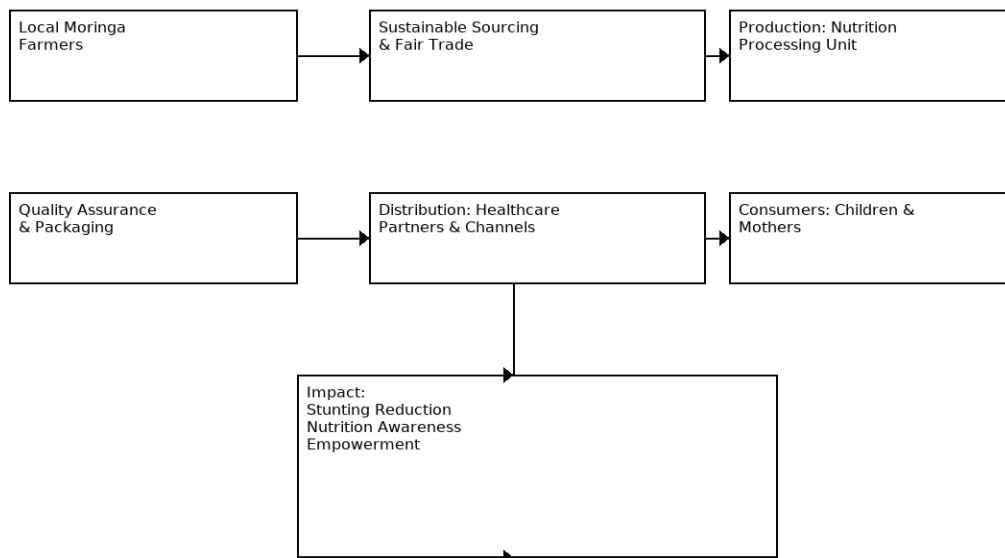 Local Moringa
Farmers
Sustainable Sourcing
& Fair Trade
Production: Nutrition
Processing Unit
Quality Assurance
& Packaging
Distribution: Healthcare
Partners & Channels
Consumers: Children &
Mothers
Impact:
Stunting Reduction
Nutrition Awareness
Empowerment